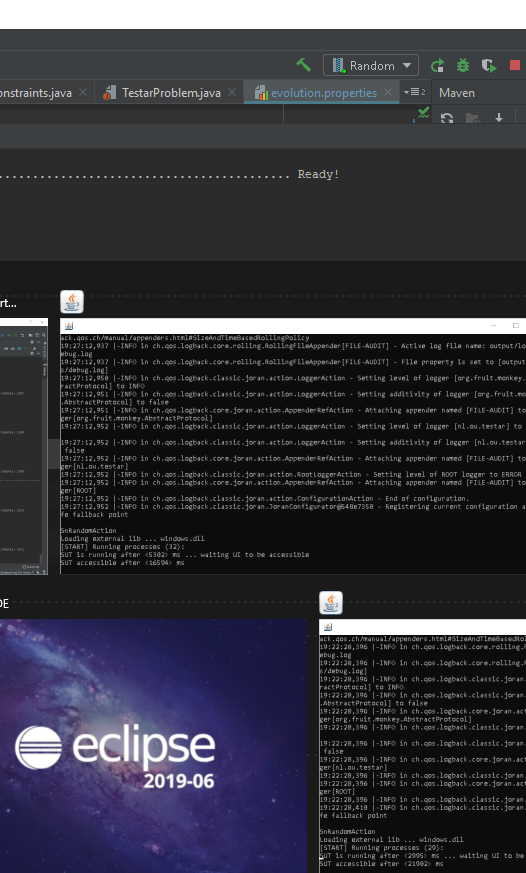 Random
onstraints.java
TestarProblem.java
evolution.properties
2
Maven
Ready!
rt...
ack.qos.ch/manual/appenders.html#SizeAndTimeBasedRollingPolicy
19:27:12,937 |-INFO in ch.qos.logback.core.rolling.RollingFileAppender[FILE-AUDIT] - Active log file name: output/lo
ebug.log
19:27:12,937 |-INFO in ch.qos.logback.core.rolling.RollingFileAppender[FILE-AUDIT] - File property is set to [output
s/debug.log]
19:27:12,950 |-INFO in ch.qos.logback.classic.joran.action.LoggerAction - Setting level of logger [org.fruit.monkey.
ractProtocol] to INFO
19:27:12,951 |-INFO in ch.qos.logback.classic.joran.action.LoggerAction - Setting additivity of logger [org.fruit.mo
.AbstractProtocol] to false
19:27:12,951 |-INFO in ch.qos.logback.core.joran.action.AppenderRefAction - Attaching appender named [FILE-AUDIT] to
ger[org.fruit.monkey.AbstractProtocol]
19:27:12,952 |-INFO in ch.qos.logback.classic.joran.action.LoggerAction - Setting level of logger [nl.ou.testar] to
19:27:12,952 |-INFO in ch.qos.logback.classic.joran.action.LoggerAction - Setting additivity of logger [nl.ou.testar
false
19:27:12,952 |-INFO in ch.qos.logback.core.joran.action.AppenderRefAction - Attaching appender named [FILE-AUDIT] to
ger[nl.ou.testar]
19:27:12,952 |-INFO in ch.qos.logback.classic.joran.action.RootLoggerAction - Setting level of ROOT logger to ERROR
19:27:12,952 |-INFO in ch.qos.logback.core.joran.action.AppenderRefAction - Attaching appender named [FILE-AUDIT] to
ger[ROOT]
19:27:12,952 |-INFO in ch.qos.logback.classic.joran.action.ConfigurationAction - End of configuration.
19:27:12,953 |-INFO in ch.qos.logback.classic.joran.JoranConfigurator@540e7350 - Registering current configuration a
fe fallback point
SnRandomAction
Loading external lib ... windows.dll
[START] Running processes (32):
SUT is running after <5302> ms ... waiting UI to be accessible
SUT accessible after <16594> ms
DE
eclipse
2019-06
ack.qos.ch/manual/appenders.html#SizeAndTimeBasedRol
19:22:20,396 |-INFO in ch.qos.logback.core.rolling.R
ebug.log
19:22:20,396 |-INFO in ch.qos.logback.core.rolling.R
s/debug.log]
19:22:20,396 |-INFO in ch.qos.logback.classic.joran.
ractProtocol] to INFO
19:22:20,396 |-INFO in ch.qos.logback.classic.joran.
.AbstractProtocol] to false
19:22:20,396 |-INFO in ch.qos.logback.core.joran.act
ger[org.fruit.monkey.AbstractProtocol]
19:22:20,396 |-INFO in ch.qos.logback.classic.joran.
19:22:20,396 |-INFO in ch.qos.logback.classic.joran.
false
19:22:20,396 |-INFO in ch.qos.logback.core.joran.act
ger[nl.ou.testar]
19:22:20,396 |-INFO in ch.qos.logback.classic.joran.
19:22:20,396 |-INFO in ch.qos.logback.core.joran.act
ger[ROOT]
19:22:20,396 |-INFO in ch.qos.logback.classic.joran.
19:22:20,410 |-INFO in ch.qos.logback.classic.joran.
fe fallback point
SnRandomAction
Loading external lib ... windows.dll
[START] Running processes (29):
SUT is running after <2995> ms ... waiting UI to be
SUT accessible after <21902> ms